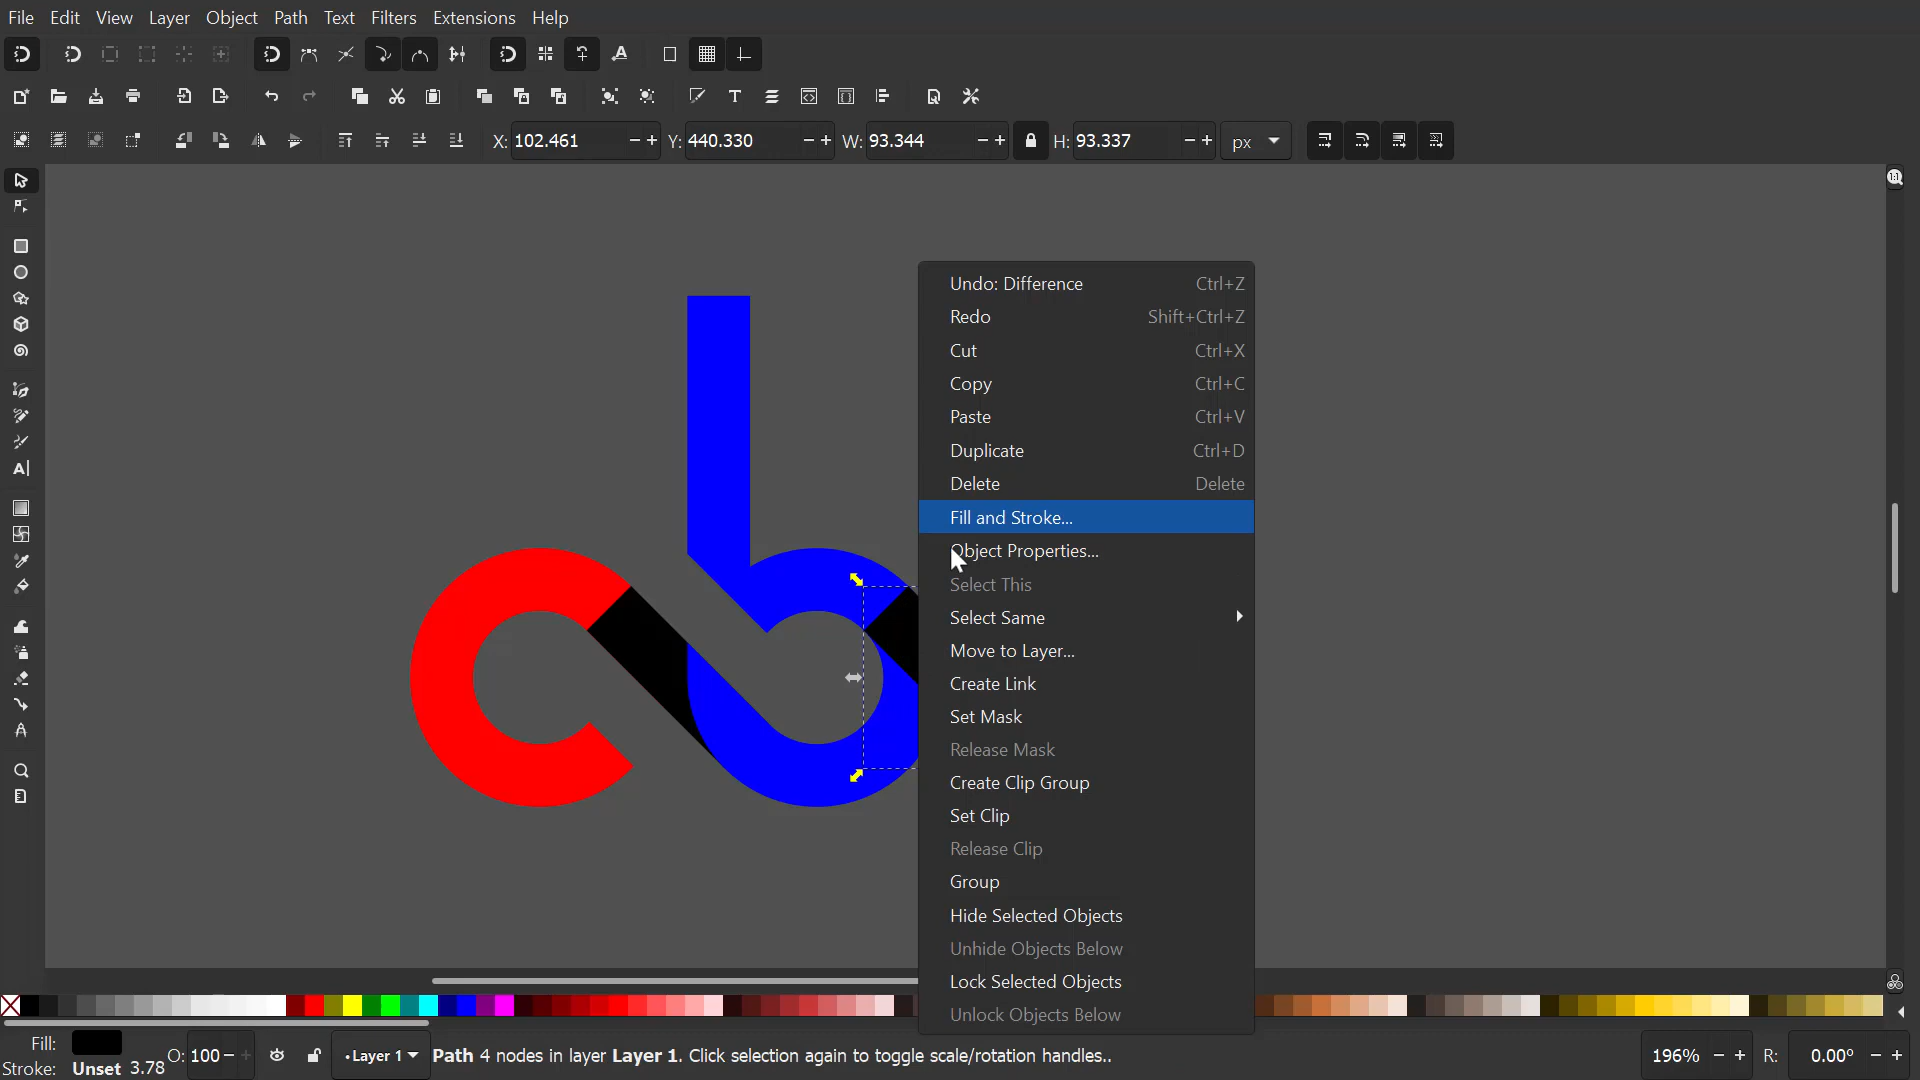 File Edit View Layer Object Path Text Filters Extensions Help
X: 102.461 Y: 440.330 W: 93.344 H: 93.337 px
Undo: Difference Ctrl+Z
Redo Shift+Ctrl+Z
Cut Ctrl+X
Copy Ctrl+C
Paste Ctrl+V
Duplicate Ctrl+D
Delete Delete
Fill and Stroke...
Object Properties...
Select This
Select Same
Move to Layer...
Create Link
Set Mask
Release Mask
Create Clip Group
Set Clip
Release Clip
Group
Hide Selected Objects
Unhide Objects Below
Lock Selected Objects
Unlock Objects Below
Fill: O: 100 •Layer 1 Path 4 nodes in layer Layer 1. Click selection again to toggle scale/rotation handles.. 196% R: 0.00°
Stroke: Unset 3.78